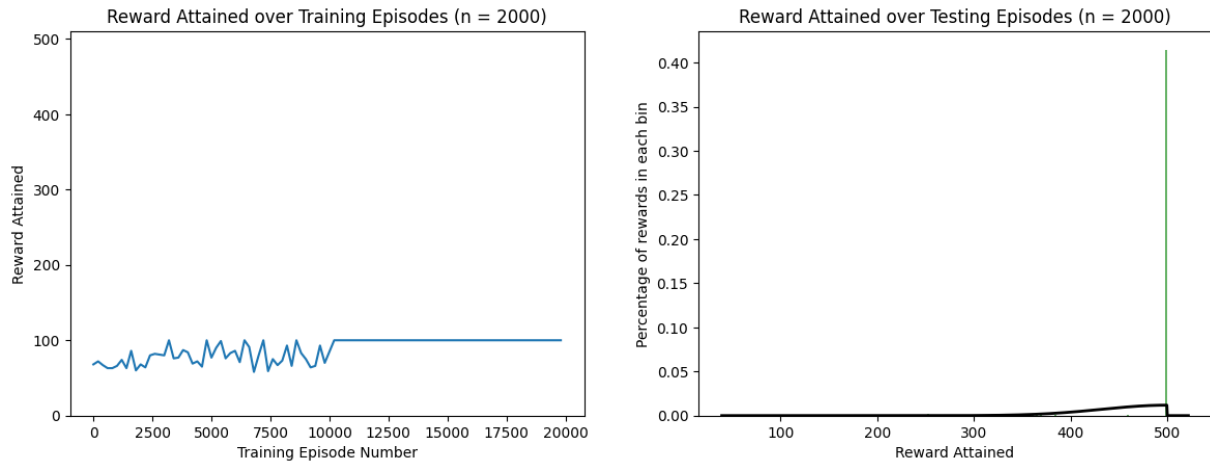 Reward Attained over Training Episodes (n = 2000)
500
400
300
200
100
0
Reward Attained
0 2500 5000 7500 10000 12500 15000 17500 20000
Training Episode Number
Reward Attained over Testing Episodes (n = 2000)
0.40
0.35
0.30
0.25
0.20
0.15
0.10
0.05
0.00
Percentage of rewards in each bin
100 200 300 400 500
Reward Attained